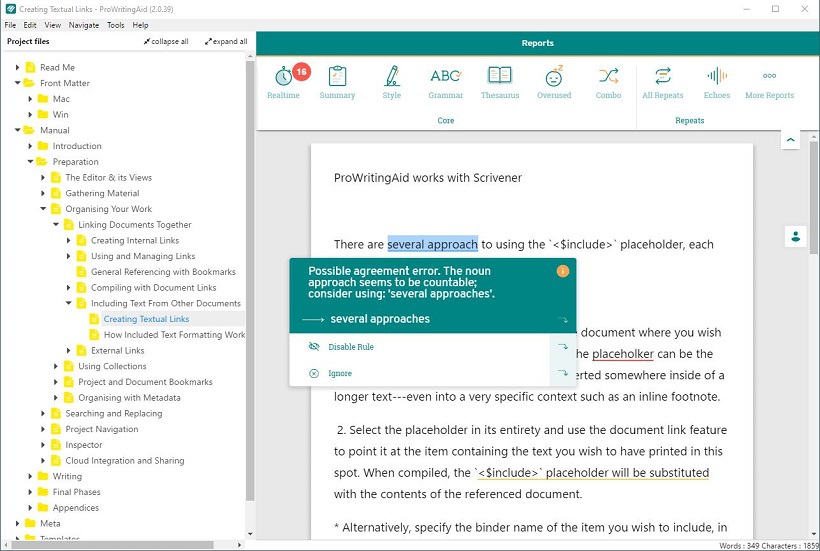 Creating Textual Links - ProWritingAid (2.0.39)
File Edit View Navigate Tools Help
Project files
collapse all
expand all
Read Me
Front Matter
Mac
Win
Manual
Introduction
Preparation
The Editor & its Views
Gathering Material
Organising Your Work
Linking Documents Together
Creating Internal Links
Using and Managing Links
General Referencing with Bookmarks
Compiling with Document Links
Including Text From Other Documents
Creating Textual Links
How Included Text Formatting Work
External Links
Using Collections
Project and Document Bookmarks
Organising with Metadata
Searching and Replacing
Project Navigation
Inspector
Cloud Integration and Sharing
Writing
Final Phases
Appendices
Meta
Templates
Reports
16
ABC
Realtime Summary Style Grammar Thesaurus Overused Combo All Repeats Echoes More Reports
Core Repeats
ProWritingAid works with Scrivener
There are several approach to using the `<$include>` placeholder, each
Possible agreement error. The noun
approach seems to be countable;
consider using: 'several approaches'.
several approaches
Disable Rule
Ignore
document where you wish
placeholker can be the
erted somewhere inside of a
longer text---even into a very specific context such as an inline footnote.
2. Select the placeholder in its entirety and use the document link feature
to point it at the item containing the text you wish to have printed in this
spot. When compiled, the `<$include>` placeholder will be substituted
with the contents of the referenced document.
* Alternatively, specify the binder name of the item you wish to include, in
Words : 349 Characters : 1859